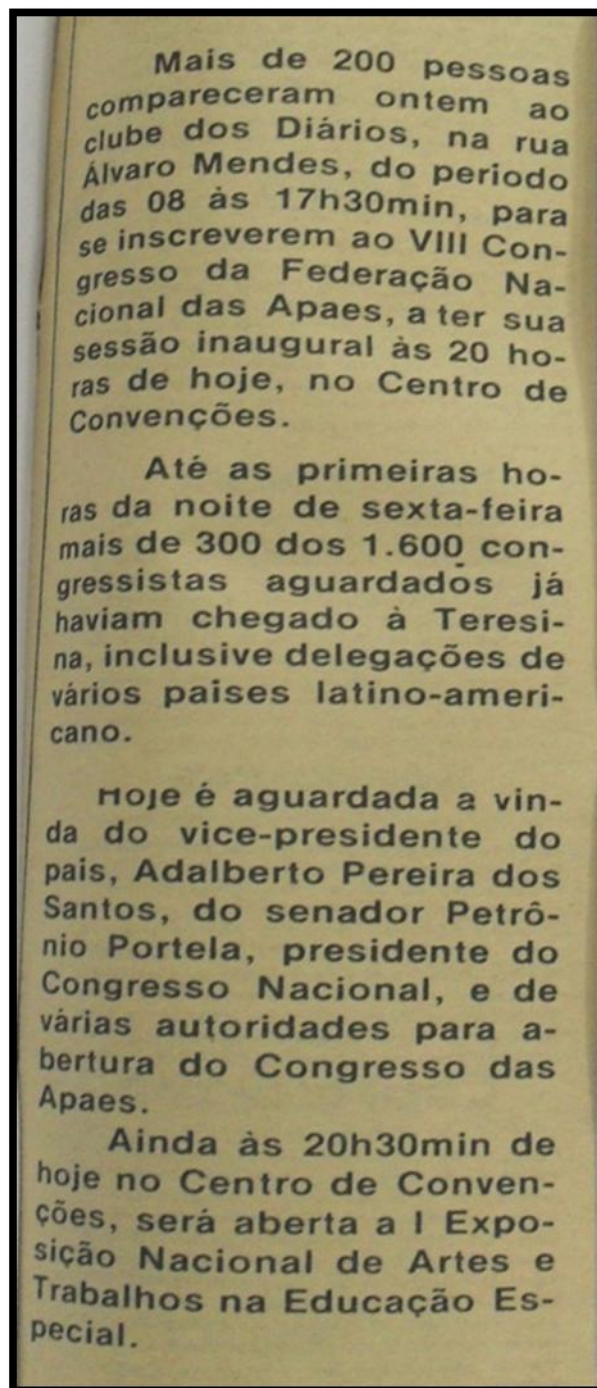 Mais de 200 pessoas
compareceram ontem ao
clube dos Diários, na rua
Álvaro Mendes, do periodo
das 08 às 17h30min, para
se inscreverem ao VIII Con-
gresso da Federação Na-
cional das Apaes, a ter sua
sessão inaugural às 20 ho-
ras de hoje, no Centro de
Convenções.
Até as primeiras ho-
ras da noite de sexta-feira
mais de 300 dos 1.600 con-
gressistas aguardados já
haviam chegado à Teresi-
na, inclusive delegações de
vários paises latino-ameri-
cano.
Hoje é aguardada a vin-
da do vice-presidente do
pais, Adalberto Pereira dos
Santos, do senador Petrô-
nio Portela, presidente do
Congresso Nacional, e de
várias autoridades para a-
bertura do Congresso das
Apaes.
Ainda às 20h30min de
hoje no Centro de Conven-
ções, será aberta a I Expo-
sição Nacional de Artes e
Trabalhos na Educação Es-
pecial.